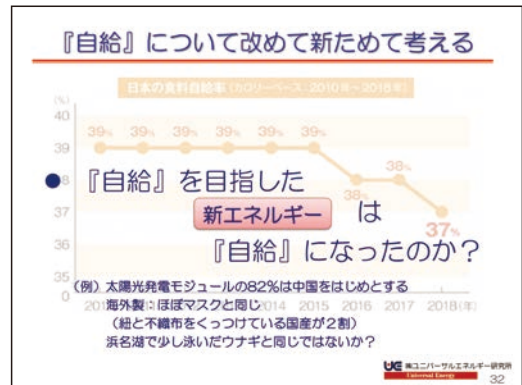 『自給』について改めて新ためて考える
日本の食料自給率(カロリーベース:2010年~2018年)
(%)
40
39
38
37
36
35
0
39% 39% 39% 39% 39% 39%
38%
38%
37%
● 『自給』を目指した
新エネルギー は
『自給』になったのか?
2015 2016 2017 2018(年)
(例)太陽光発電モジュールの82%は中国をはじめとする
海外製:ほぼマスクと同じ
(紐と不織布をくっつけている国産が2割)
浜名湖で少し泳いだウナギと同じではないか?
UE ㈱ユニバーサルエネルギー研究所
Universal Energy
32